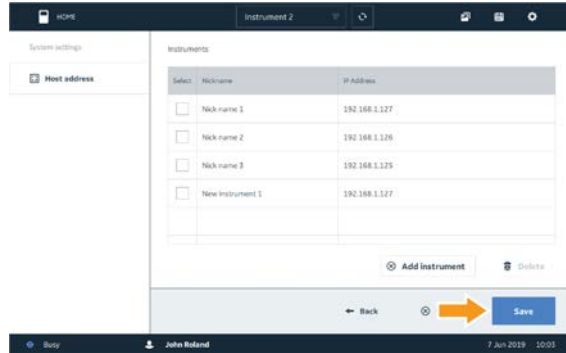 HOME Instrument 2
System settings Instruments
Host address
Select Nickname IP Address
Nick name 1 192.168.1.127
Nick name 2 192.168.1.126
Nick name 3 192.168.1.125
New Instrument 1 192.168.1.127
Add instrument Delete
Back Save
Busy John Roland 7 Jun 2019 10:03